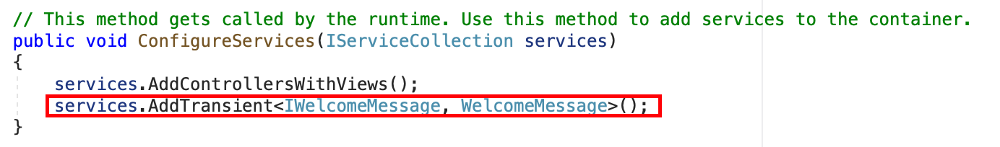 // This method gets called by the runtime. Use this method to add services to the container.
public void ConfigureServices(IServiceCollection services)
{
    services.AddControllersWithViews();
    services.AddTransient<IWelcomeMessage, WelcomeMessage>();
}